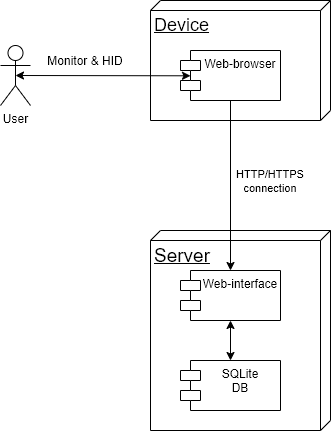 Device
Monitor & HID
Web-browser
User
HTTP/HTTPS
connection
Server
Web-interface
SQLite
DB